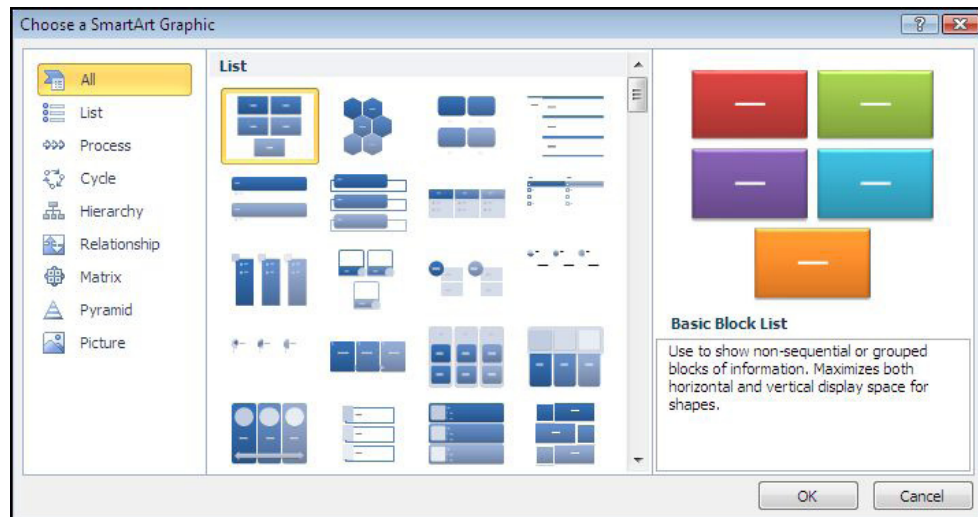 Choose a SmartArt Graphic
All
List
Process
Cycle
Hierarchy
Relationship
Matrix
Pyramid
Picture
List
Basic Block List
Use to show non-sequential or grouped
blocks of information. Maximizes both
horizontal and vertical display space for
shapes.
OK
Cancel